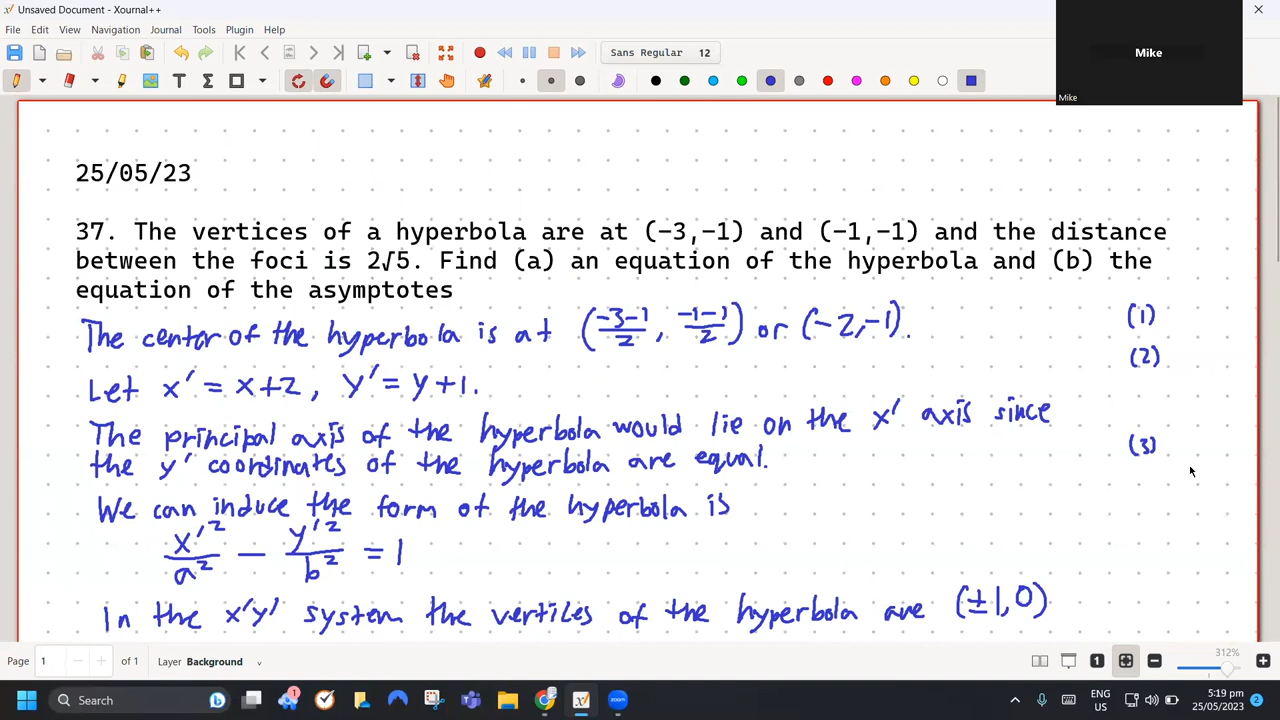 Unsaved Document - Xournal++
File Edit View Navigation Journal Tools Plugin Help
Sans Regular 12
Mike
Mike
25/05/23
37. The vertices of a hyperbola are at (-3,-1) and (-1,-1) and the distance
between the foci is 2√5. Find (a) an equation of the hyperbola and (b) the
equation of the asymptotes
The center of the hyperbola is at ((-3-1)/2, (-1-1)/2) or (-2,-1). (1)
(2)
Let x' = x+2, y' = y+1.
The principal axis of the hyperbola would lie on the x' axis since
the y' coordinates of the hyperbola are equal. (3)
We can induce the form of the hyperbola is
x'²/a² - y'²/b² = 1
In the x'y' system the vertices of the hyperbola are (±1,0)
Page 1 of 1 Layer Background
312%
Search
1
ENG
US
5:19 pm
25/05/2023
2